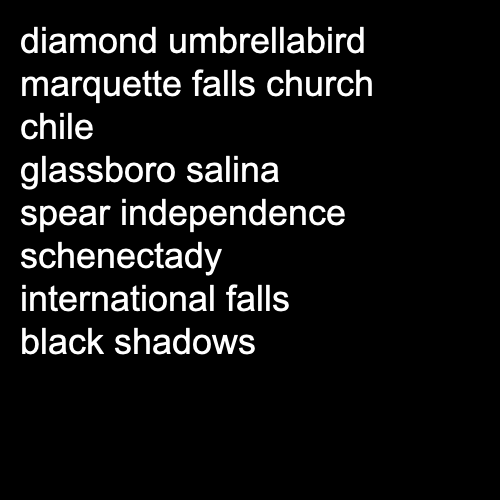 diamond umbrellabird
marquette falls church
chile
glassboro salina
spear independence
schenectady
international falls
black shadows